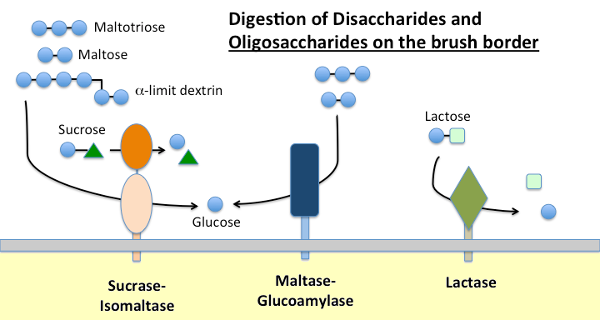 Digestion of Disaccharides and
Oligosaccharides on the brush border
Maltotriose
Maltose
α-limit dextrin
Sucrose
Lactose
Glucose
Sucrase-
Isomaltase
Maltase-
Glucoamylase
Lactase